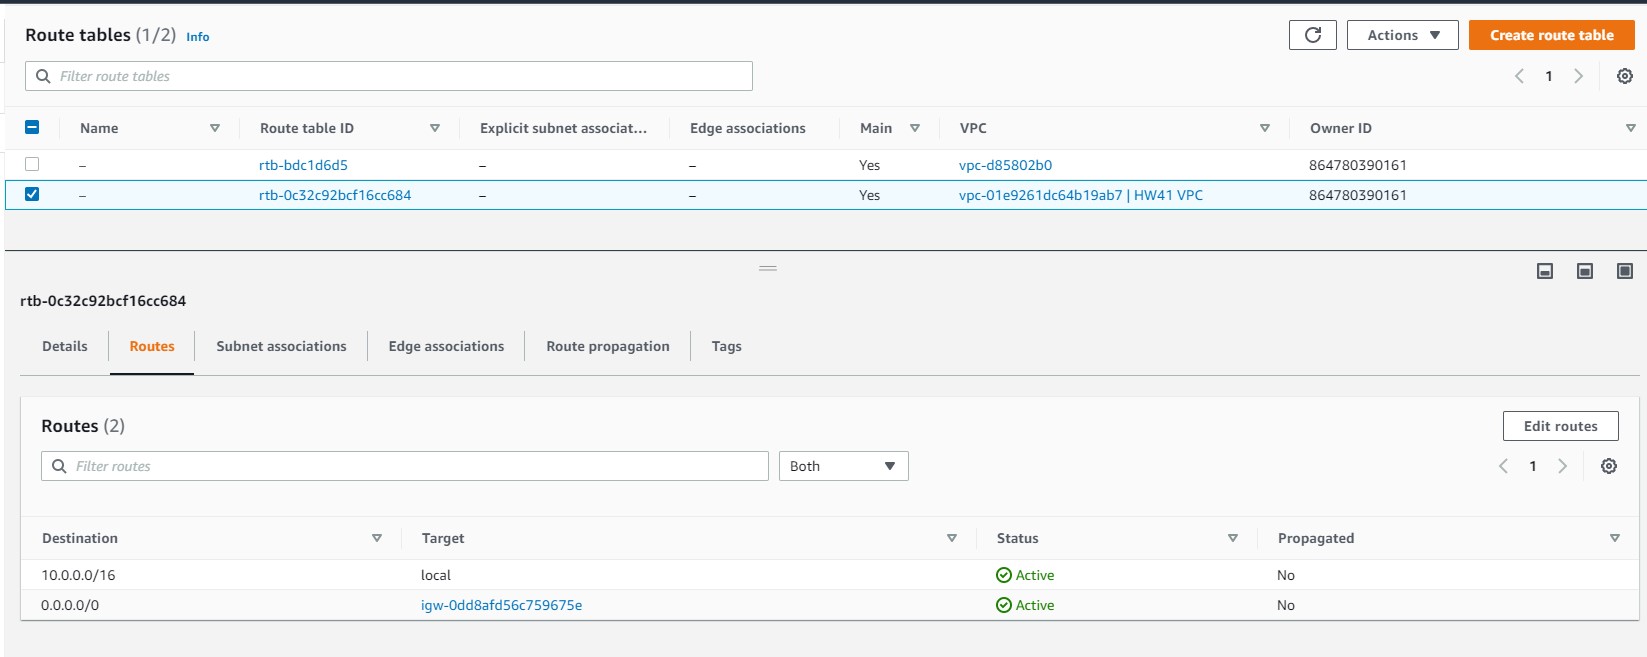 Route tables (1/2) Info
Actions Create route table
Filter route tables
1
Name Route table ID Explicit subnet associat... Edge associations Main VPC Owner ID
– rtb-bdc1d6d5 – – Yes vpc-d85802b0 864780390161
– rtb-0c32c92bcf16cc684 – – Yes vpc-01e9261dc64b19ab7 | HW41 VPC 864780390161
rtb-0c32c92bcf16cc684
Details Routes Subnet associations Edge associations Route propagation Tags
Routes (2)
Edit routes
Filter routes Both 1
Destination Target Status Propagated
10.0.0.0/16 local Active No
0.0.0.0/0 igw-0dd8afd56c759675e Active No